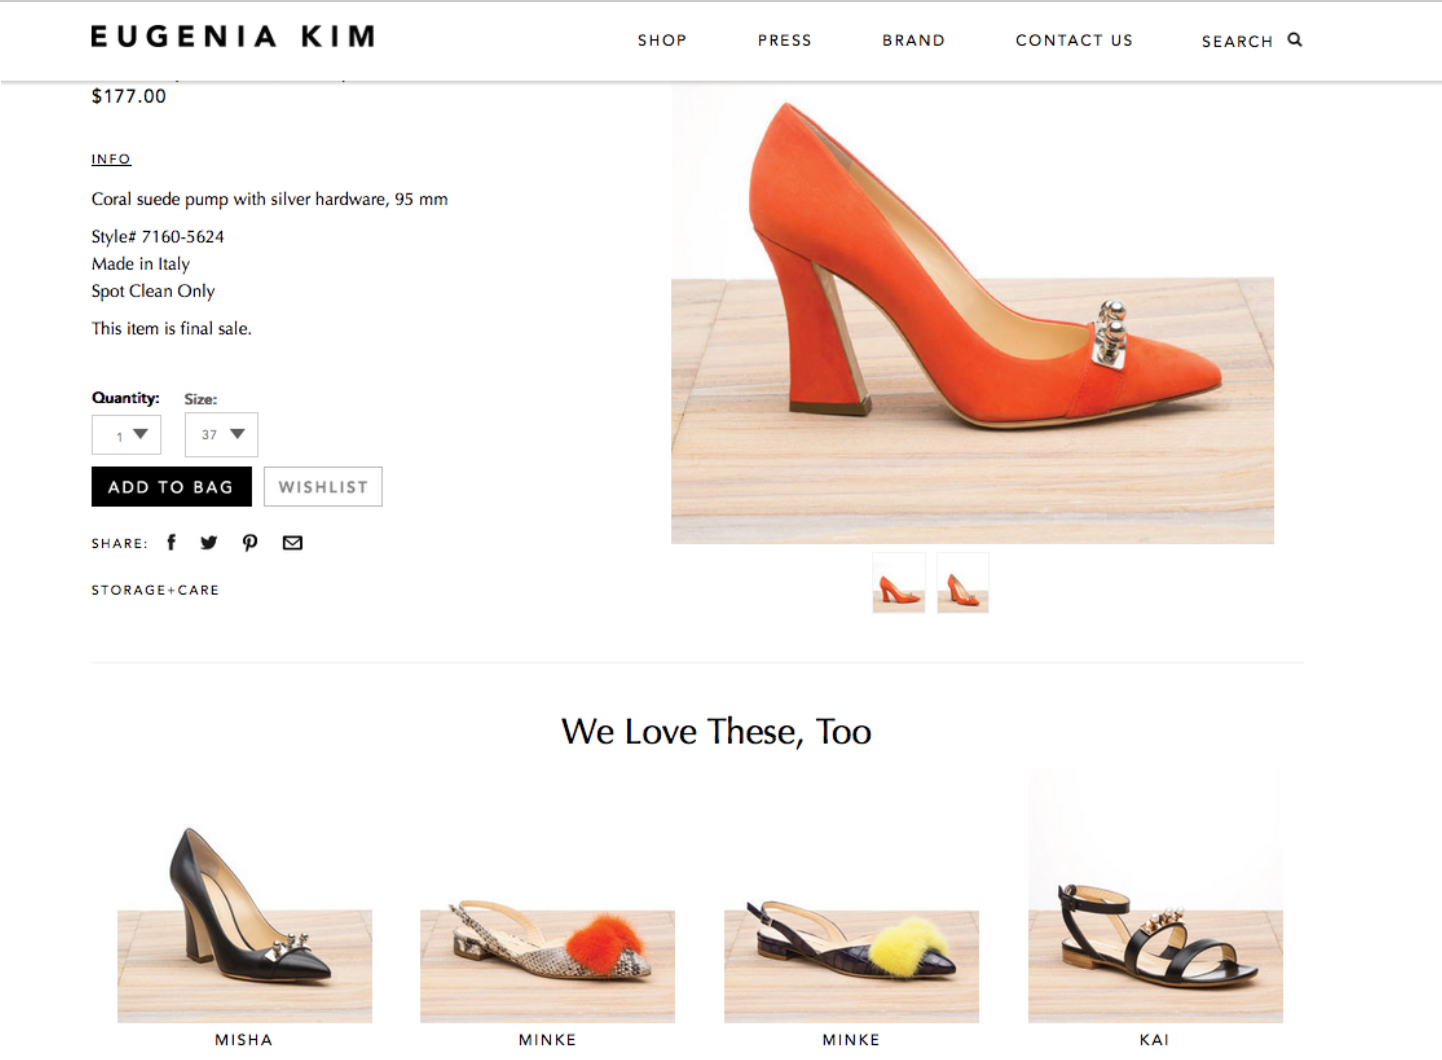 EUGENIA KIM
SHOP
PRESS
BRAND
CONTACT US
SEARCH
$177.00
INFO
Coral suede pump with silver hardware, 95 mm
Style# 7160-5624
Made in Italy
Spot Clean Only
This item is final sale.
Quantity: Size:
1 37
ADD TO BAG WISHLIST
SHARE:
STORAGE+CARE
We Love These, Too
MISHA
MINKE
MINKE
KAI